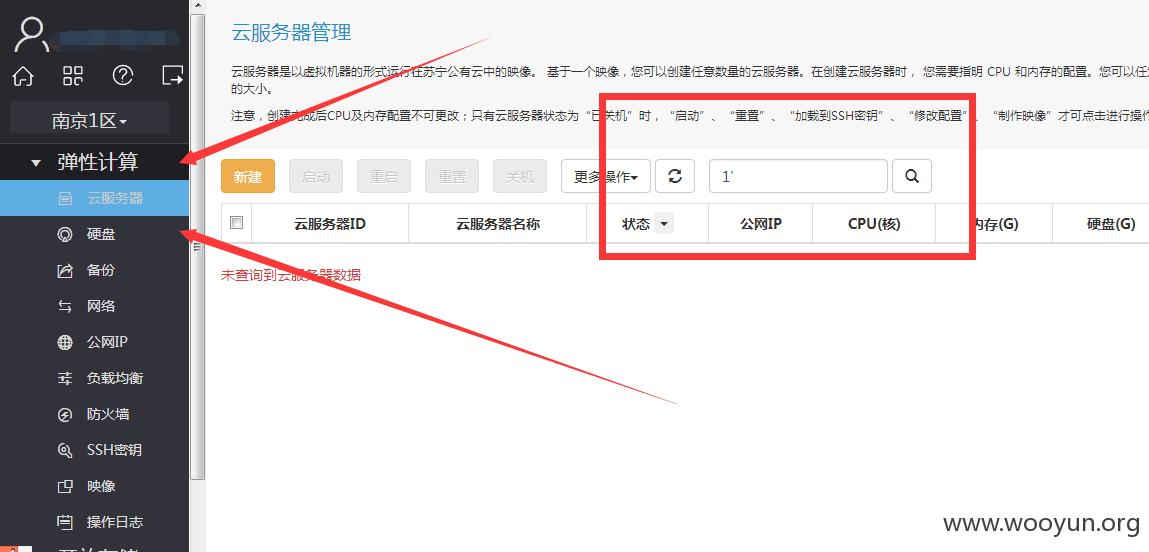 云服务器管理
云服务器是以虚拟机器的形式运行在苏宁公有云中的映像。 基于一个映像，您可以创建任意数量的云服务器。在创建云服务器时， 您需要指明 CPU 和内存的配置。您可以任
的大小。
注意，创建完成后CPU及内存配置不可更改；只有云服务器状态为“已关机”时，“启动”、 “重置”、 “加载到SSH密钥”、 “修改配置”、 “制作映像”才可点击进行操作
南京1区
弹性计算
云服务器
硬盘
备份
网络
公网IP
负载均衡
防火墙
SSH密钥
映像
操作日志
新建 启动 重启 重置 关机 更多操作 1'
云服务器ID 云服务器名称 状态 公网IP CPU(核) 内存(G) 硬盘(G)
未查询到云服务器数据
www.wooyun.org